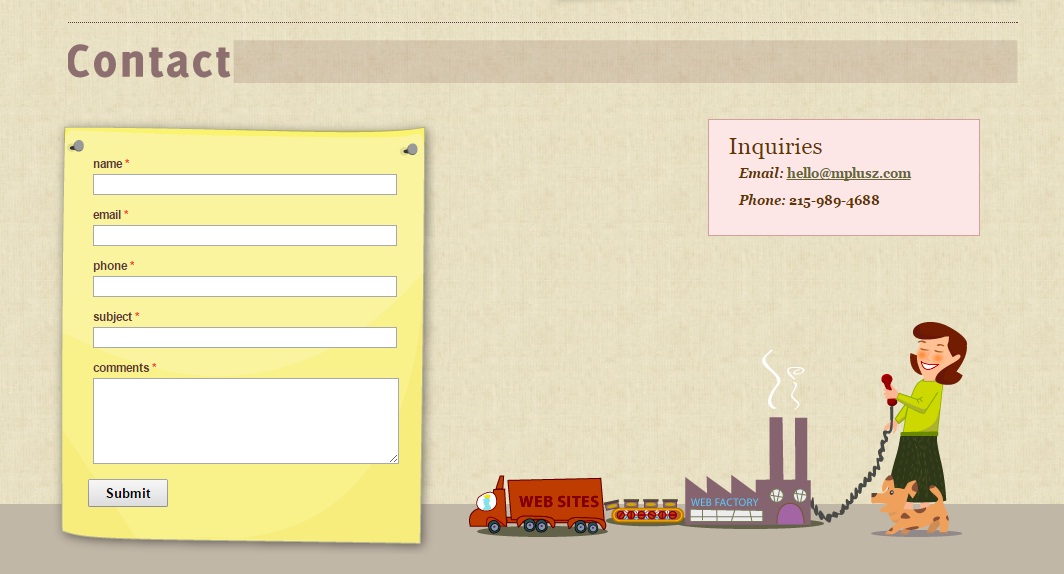 Contact
name *
email *
phone *
subject *
comments *
Submit
Inquiries
Email: hello@mplusz.com
Phone: 215-989-4688
WEB SITES
WEB FACTORY